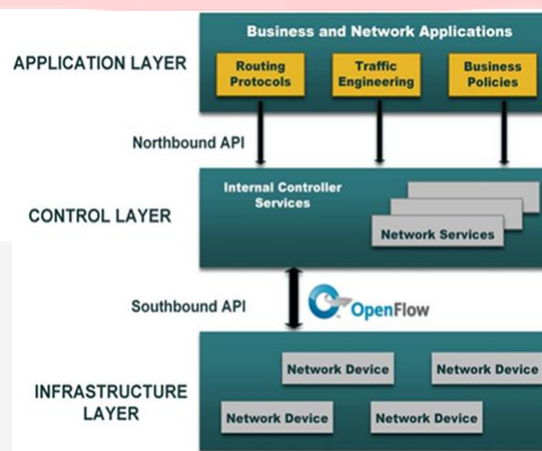 Business and Network Applications
APPLICATION LAYER
Routing
Protocols
Traffic
Engineering
Business
Policies
Northbound API
Internal Controller
Services
CONTROL LAYER
Network Services
Southbound API
OpenFlow
Network Device
Network Device
INFRASTRUCTURE
LAYER
Network Device
Network Device